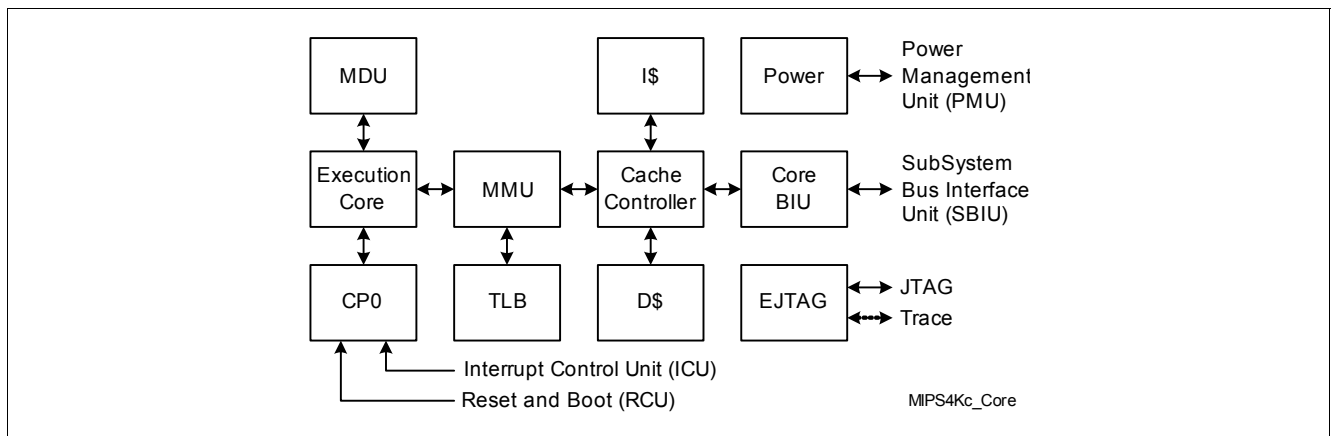 MDU
I$
Power
Power
Management
Unit (PMU)
Execution
Core
MMU
Cache
Controller
Core
BIU
SubSystem
Bus Interface
Unit (SBIU)
CP0
TLB
D$
EJTAG
JTAG
Trace
Interrupt Control Unit (ICU)
Reset and Boot (RCU)
MIPS4Kc_Core